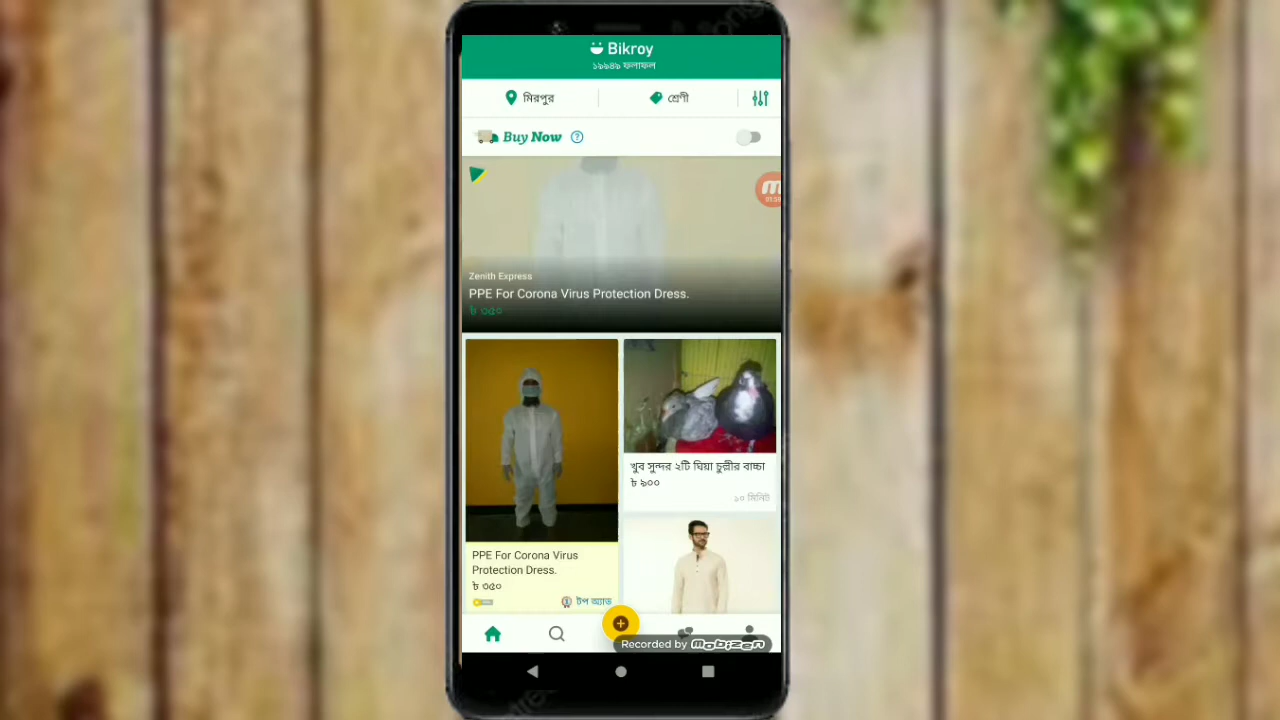 Bikroy
১৯৯৪৯ ফলাফল
মিরপুর
শ্রেণী
Buy Now ?
Zenith Express
PPE For Corona Virus Protection Dress.
৳ ৩৫০
PPE For Corona Virus
Protection Dress.
৳ ৩৫০
টপ অ্যাড
খুব সুন্দর ২টি ঘিয়া চুল্লীর বাচ্চা
৳ ৯০০
১০ মিনিট
Recorded by mobizen